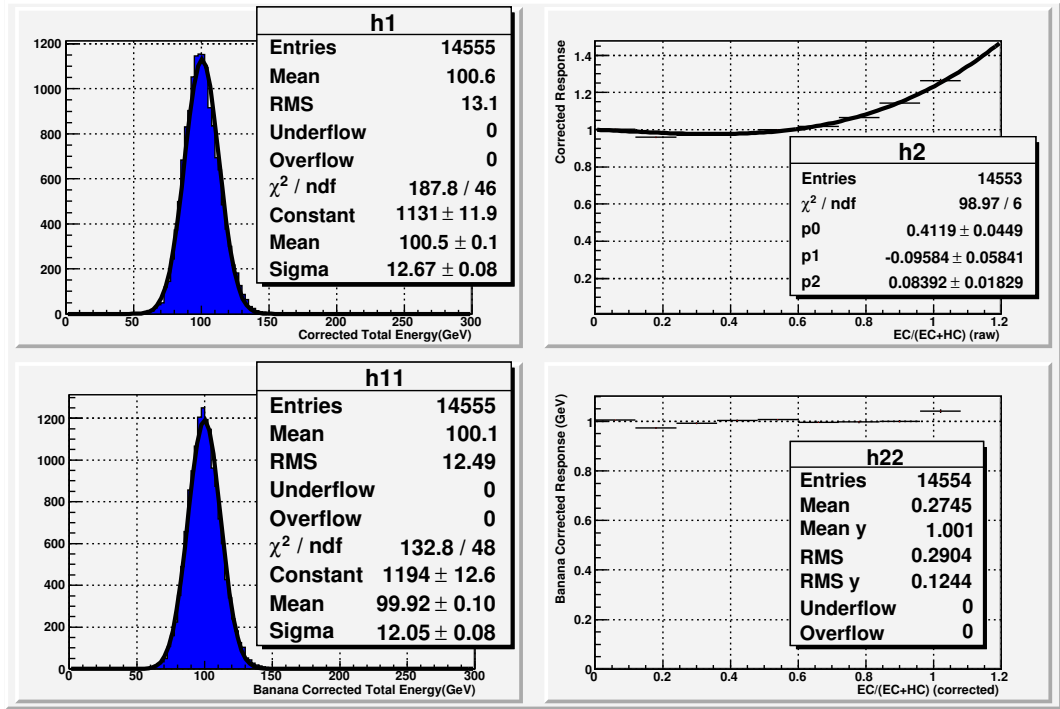 h1
Entries 14555
Mean 100.6
RMS 13.1
Underflow 0
Overflow 0
χ² / ndf 187.8 / 46
Constant 1131 ± 11.9
Mean 100.5 ± 0.1
Sigma 12.67 ± 0.08
1200
1000
800
600
400
200
0
0 50 100 150 200 250 300
Corrected Total Energy(GeV)
Corrected Response
1.4
1.2
1
0.8
0.6
0.4
0.2
0 0.2 0.4 0.6 0.8 1 1.2
EC/(EC+HC) (raw)
h2
Entries 14553
χ² / ndf 98.97 / 6
p0 0.4119 ± 0.0449
p1 -0.09584 ± 0.05841
p2 0.08392 ± 0.01829
h11
Entries 14555
Mean 100.1
RMS 12.49
Underflow 0
Overflow 0
χ² / ndf 132.8 / 48
Constant 1194 ± 12.6
Mean 99.92 ± 0.10
Sigma 12.05 ± 0.08
1200
1000
800
600
400
200
0
0 50 100 150 200 250 300
Banana Corrected Total Energy(GeV)
Banana Corrected Response (GeV)
1
0.8
0.6
0.4
0.2
0
0 0.2 0.4 0.6 0.8 1 1.2
EC/(EC+HC) (corrected)
h22
Entries 14554
Mean 0.2745
Mean y 1.001
RMS 0.2904
RMS y 0.1244
Underflow 0
Overflow 0